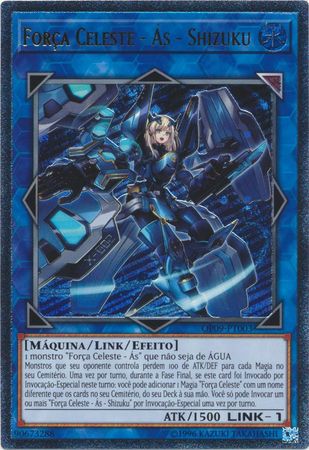 Força Celeste - Ás - Shizuku
OP09-PT003
[MÁQUINA/LINK/EFEITO]
1 monstro "Força Celeste - Ás" que não seja de ÁGUA
Monstros que seu oponente controla perdem 100 de ATK/DEF para cada Magia no
seu Cemitério. Uma vez por turno, durante a Fase Final, se este card foi Invocado por
Invocação-Especial neste turno: você pode adicionar 1 Magia "Força Celeste" com um nome
diferente que os cards no seu Cemitério, do seu Deck à sua mão. Você só pode Invocar um
ou mais "Força Celeste - Ás - Shizuku" por Invocação-Especial uma vez por turno.
ATK/1500 LINK-1
90673288
©1996 KAZUKI TAKAHASHI